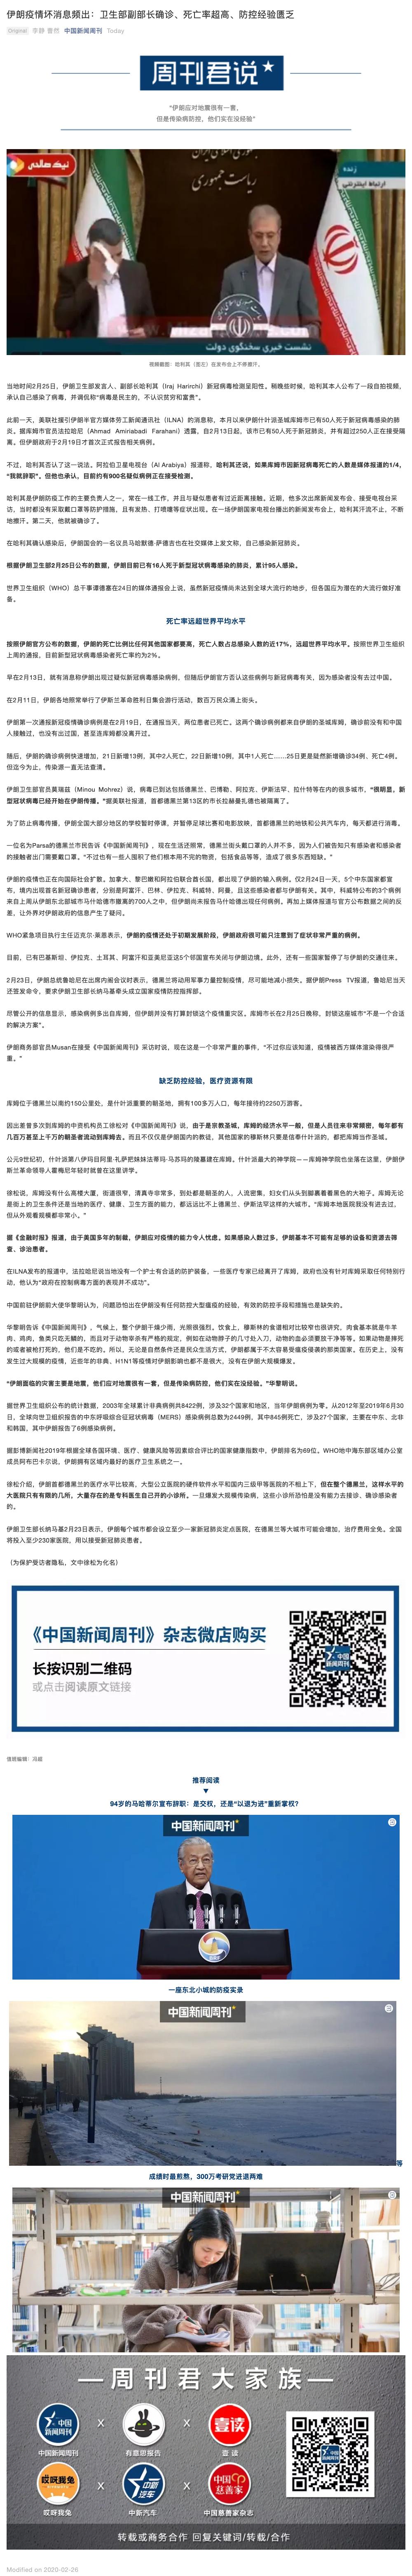 伊朗疫情坏消息频出：卫生部副部长确诊、死亡率超高、防控经验匮乏
Original 李静 曹然 中国新闻周刊 Today
周刊君说
“伊朗应对地震很有一套，
但是传染病防控，他们实在没经验”
视频截图：哈利其（图左）在发布会上不停擦汗。
当地时间2月25日，伊朗卫生部发言人、副部长哈利其（Iraj Harirchi）新冠病毒检测呈阳性。稍晚些时候，哈利其本人公布了一段自拍视频，
承认自己感染了病毒，并调侃称“病毒是民主的，不认识贫穷和富贵”。
此前一天，美联社援引伊朗半官方媒体劳工新闻通讯社（ILNA）的消息称，本月以来伊朗什叶派圣城库姆市已有50人死于新冠病毒感染的肺
炎。据库姆市官员法拉哈尼（Ahmad Amiriabadi Farahani）透露，自2月13日起，该市已有50人死于新冠肺炎，并有超过250人正在接受隔
离。但伊朗政府于2月19日才首次正式报告相关病例。
不过，哈利其否认了这一说法。阿拉伯卫星电视台（Al Arabiya）报道称，哈利其还说，如果库姆市因新冠病毒死亡的人数是媒体报道的1/4，
“我就辞职”。但他也承认，目前约有900名疑似病例正在接受检测。
哈利其是伊朗防疫工作的主要负责人之一，常在一线工作，并且与疑似患者有过近距离接触。近期，他多次出席新闻发布会、接受电视台采
访，当时都没有采取戴口罩等防护措施，且有发热、打喷嚏等症状出现。在一场伊朗国家电视台播出的新闻发布会上，哈利其汗流不止，不断
地擦汗。第二天，他就被确诊了。
在哈利其确认感染后，伊朗国会的一名议员马哈默德·萨德吉也在社交媒体上发文称，自己感染新冠肺炎。
根据伊朗卫生部2月25日公布的数据，伊朗目前已有16人死于新型冠状病毒感染的肺炎，累计95人感染。
世界卫生组织（WHO）总干事谭德塞在24日的媒体通报会上说，虽然新冠疫情尚未达到全球大流行的地步，但各国应为潜在的大流行做好准
备。
死亡率远超世界平均水平
按照伊朗官方公布的数据，伊朗的死亡比例比任何其他国家都要高，死亡人数占总感染人数的近17%，远超世界平均水平。按照世界卫生组织
上周的通报，目前新型冠状病毒感染者死亡率约为2%。
早在2月13日，就有消息称伊朗出现过疑似新冠病毒感染病例，但随后伊朗官方否认这些病例与新冠病毒有关，因为感染者没有去过中国。
在2月11日，伊朗各地照常举行了伊斯兰革命胜利日集会游行活动，数百万民众涌上街头。
伊朗第一次通报新冠疫情确诊病例是在2月19日，在通报当天，两位患者已死亡。这两个确诊病例都来自伊朗的圣城库姆，确诊前没有和中国
人接触过，也没有出过国，甚至连库姆都没离开过。
随后，伊朗的确诊病例快速增加，21日新增13例，其中2人死亡，22日新增10例，其中1人死亡……25日更是陡然新增确诊34例、死亡4例。
但迄今为止，传染源一直无法查清。
伊朗卫生部官员莫瑞兹（Minou Mohrez）说，病毒已到达包括德黑兰、巴博勒、阿拉克、伊斯法罕、拉什特等在内的很多城市，“很明显，新
型冠状病毒已经开始在伊朗传播。”据美联社报道，首都德黑兰第13区的市长拉赫曼扎德也被隔离了。
为了防止病毒传播，伊朗全国大部分地区的学校暂时停课，并暂停足球比赛和电影放映，首都德黑兰的地铁和公共汽车内，每天都进行消毒。
一位名为Parsa的德黑兰市民告诉《中国新闻周刊》，现在生活还照常，德黑兰街头戴口罩的人并不多，因为人们被告知只有感染者和感染者
的接触者出门需要戴口罩。“不过也有一些人囤积了他们根本用不完的物资，包括食品等等，造成了很多东西短缺。”
伊朗的疫情也正在向国际社会扩散。加拿大、黎巴嫩和阿拉伯联合酋长国，都出现了伊朗输入的病例。仅2月24日一天，5个中东国家都宣
布，境内出现首名新冠确诊患者，分别是阿富汗、巴林、伊拉克、科威特、阿曼，且这些感染者都与伊朗有关。其中，科威特公布的3个病例
来自上周从伊朗东北部城市马什哈德市撤离的700人之中，但伊朗尚未报告马什哈德出现任何病例。再加上媒体报道与官方公布数据之间的反
差，让外界对伊朗政府的信息产生了疑问。
WHO紧急项目执行主任迈克尔·莱恩表示，伊朗的疫情还处于初期发展阶段，伊朗政府很可能只注意到了症状非常严重的病例。
目前，已有巴基斯坦、伊拉克、土耳其、阿富汗和亚美尼亚这5个邻国宣布关闭与伊朗边境。此外，还有一些国家暂停了与伊朗的交通往来。
2月23日，伊朗总统鲁哈尼在出席内阁会议时表示，德黑兰将动用军事力量控制疫情，尽可能地减小损失。据伊朗Press TV报道，鲁哈尼当天
还签发命令，要求伊朗卫生部长纳马基牵头成立国家疫情防控指挥部。
尽管公开的信息显示，感染病例多出自库姆，但伊朗并没有打算封锁这个疫情重灾区。库姆市长在2月25日晚称，封锁这座城市“不是一个合适
的解决方案”。
伊朗商务部官员Musan在接受《中国新闻周刊》采访时说，现在这是一个非常严重的事件，“不过你应该知道，疫情被西方媒体渲染得很严
重。”
缺乏防控经验，医疗资源有限
库姆位于德黑兰以南约150公里处，是什叶派重要的朝圣地，拥有100多万人口，每年接待约2250万游客。
因出差曾多次到库姆的中资机构员工徐松对《中国新闻周刊》说，由于是宗教圣城，库姆的经济水平一般，但是人员往来非常频密，每年都有
几百万甚至上千万的朝圣者流动到库姆去。而且不仅仅是伊朗国内的教徒，其他国家的穆斯林只要是信奉什叶派的，都把库姆当作圣城。
公元9世纪初，什叶派第八伊玛目阿里·礼萨把妹妹法蒂玛·马苏玛的陵墓建在库姆。什叶派最大的神学院——库姆神学院也坐落在这里，伊朗伊
斯兰革命领导人霍梅尼年轻时就曾在这里讲学。
徐松说，库姆没有什么高楼大厦，街道很窄，清真寺非常多，到处都是朝圣的人，人流密集，妇女们从头到脚裹着着黑色的大袍子。库姆无论
是街上的卫生条件还是当地的医疗、健康、卫生方面的能力，都远远比不上德黑兰、伊斯法罕这样的大城市。“库姆本地医院我没有进去过，
但从外观看规模都非常小。”
据《金融时报》报道，由于美国多年的制裁，伊朗应对疫情的能力令人忧虑。如果感染人数过多，伊朗基本不可能有足够的设备和资源去筛
查、诊治患者。
在ILNA发布的报道中，法拉哈尼说当地没有一个护士有合适的防护装备，一些医疗专家已经离开了库姆，政府也没有针对库姆采取任何特别行
动，他认为“政府在控制病毒方面的表现并不成功”。
中国前驻伊朗前大使华黎明认为，问题恐怕出在伊朗没有任何防控大型瘟疫的经验，有效的防控手段和措施也是缺失的。
华黎明告诉《中国新闻周刊》，气候上，整个伊朗干燥少雨，光照很强烈。饮食上，穆斯林的食谱相对比较窄也很讲究，肉食基本就是牛羊
肉，鸡肉，鱼类只吃无鳞的，而且对于动物宰杀有严格的规定，例如在动物脖子的几寸处入刀，动物的血必须要放干净等等。如果动物是摔死
的或者被枪打死的，他们是不吃的。所以，无论是自然条件还是民众生活方式，伊朗都属于不太容易受瘟疫侵袭的那类国家。在历史上，没有
发生过大规模的疫情，近些年的非典、H1N1等疫情对伊朗影响也都不是很大，没有在伊朗大规模爆发。
“伊朗面临的灾害主要是地震，他们应对地震很有一套，但是传染病防控，他们实在没经验。”华黎明说。
据世界卫生组织公布的统计数据，2003年全球累计非典病例共8422例，涉及32个国家和地区，当年伊朗病例为零。从2012年至2019年6月30
日，全球向世卫组织报告的中东呼吸综合征冠状病毒（MERS）感染病例总数为2449例，其中845例死亡，涉及27个国家，主要在中东、北非
和韩国，其中伊朗报告了6例感染病例。
据彭博新闻社2019年根据全球各国环境、医疗、健康风险等因素综合评比的国家健康指数中，伊朗排名为69位。WHO地中海东部区域办公室
成员阿布巴卡尔说，伊朗拥有区域内最好的医疗卫生系统之一。
徐松介绍，伊朗首都德黑兰的医疗水平比较高，大型公立医院的硬件软件水平和国内三级甲等医院的不相上下，但在整个德黑兰，这样水平的
大医院只有有限的几所，大量存在的是专科医生自己开的小诊所。一旦爆发大规模传染病，这些小诊所恐怕是没有能力去接诊、确诊感染者
的。
伊朗卫生部长纳马基2月23日表示，伊朗每个城市都会设立至少一家新冠肺炎定点医院，在德黑兰等大城市可能会增加，治疗费用全免。全国
将投入至少230家医院，用以接受新冠肺炎患者。
（为保护受访者隐私，文中徐松为化名）
《中国新闻周刊》杂志微店购买
长按识别二维码
或点击阅读原文链接
值班编辑：冯超
推荐阅读
▼
94岁的马哈蒂尔宣布辞职：是交权，还是“以退为进”重新掌权？
中国新闻周刊
一座东北小城的防疫实录
中国新闻周刊
等
成绩时最煎熬，300万考研党进退两难
中国新闻周刊
周刊君大家族
中国新闻周刊 X 有意思报告 X 壹读
哎呀我兔 X 中新汽车 X 中国慈善家杂志
转载或商务合作 回复关键词/转载/合作
Modified on 2020-02-26